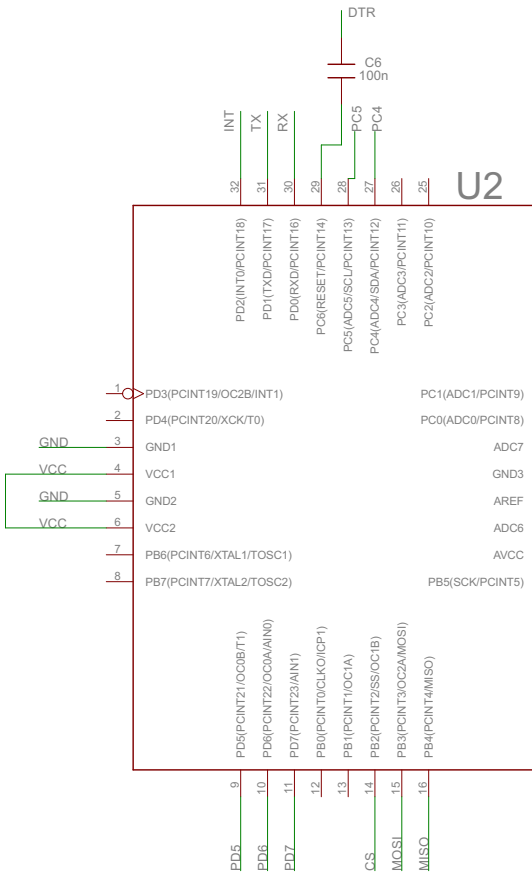 DTR
C6
100n
INT
TX
RX
PC5
PC4
32
31
30
29
28
27
26
25
U2
PD2(INT0/PCINT18)
PD1(TXD/PCINT17)
PD0(RXD/PCINT16)
PC6(RESET/PCINT14)
PC5(ADC5/SCL/PCINT13)
PC4(ADC4/SDA/PCINT12)
PC3(ADC3/PCINT11)
PC2(ADC2/PCINT10)
1 PD3(PCINT19/OC2B/INT1) PC1(ADC1/PCINT9)
2 PD4(PCINT20/XCK/T0) PC0(ADC0/PCINT8)
GND 3 GND1 ADC7
VCC 4 VCC1 GND3
GND 5 GND2 AREF
VCC 6 VCC2 ADC6
7 PB6(PCINT6/XTAL1/TOSC1) AVCC
8 PB7(PCINT7/XTAL2/TOSC2) PB5(SCK/PCINT5)
PD5(PCINT21/OC0B/T1)
PD6(PCINT22/OC0A/AIN0)
PD7(PCINT23/AIN1)
PB0(PCINT0/CLKO/ICP1)
PB1(PCINT1/OC1A)
PB2(PCINT2/SS/OC1B)
PB3(PCINT3/OC2A/MOSI)
PB4(PCINT4/MISO)
9
10
11
12
13
14
15
16
PD5
PD6
PD7
CS
MOSI
MISO